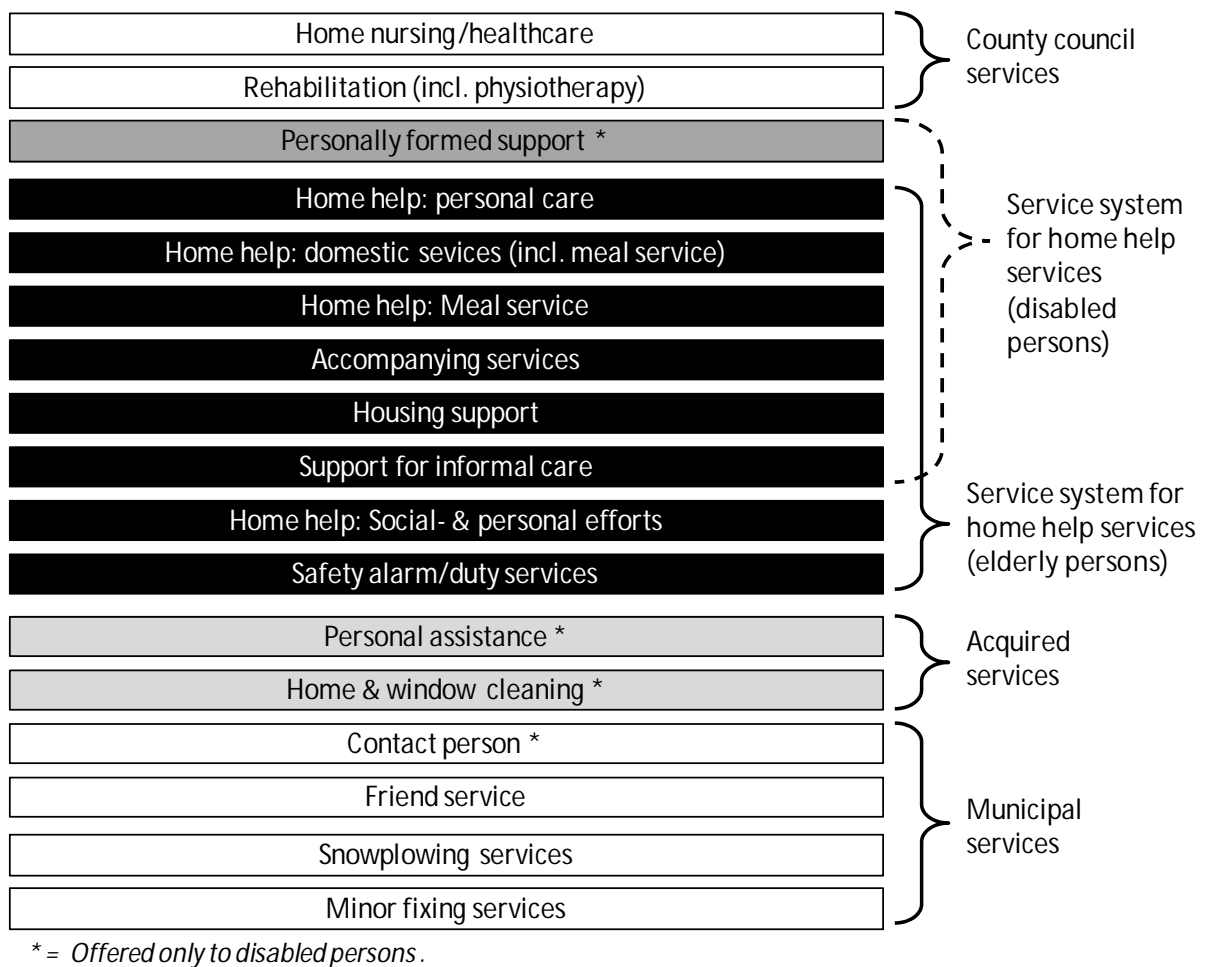 Home nursing/healthcare
Rehabilitation (incl. physiotherapy)
County council
services
Personally formed support *
Home help: personal care
Home help: domestic sevices (incl. meal service)
Home help: Meal service
Accompanying services
Housing support
Support for informal care
Service system
for home help
services
(disabled
persons)
Home help: Social- & personal efforts
Safety alarm/duty services
Service system for
home help services
(elderly persons)
Personal assistance *
Home & window cleaning *
Acquired
services
Contact person *
Friend service
Snowplowing services
Minor fixing services
Municipal
services
* = Offered only to disabled persons.